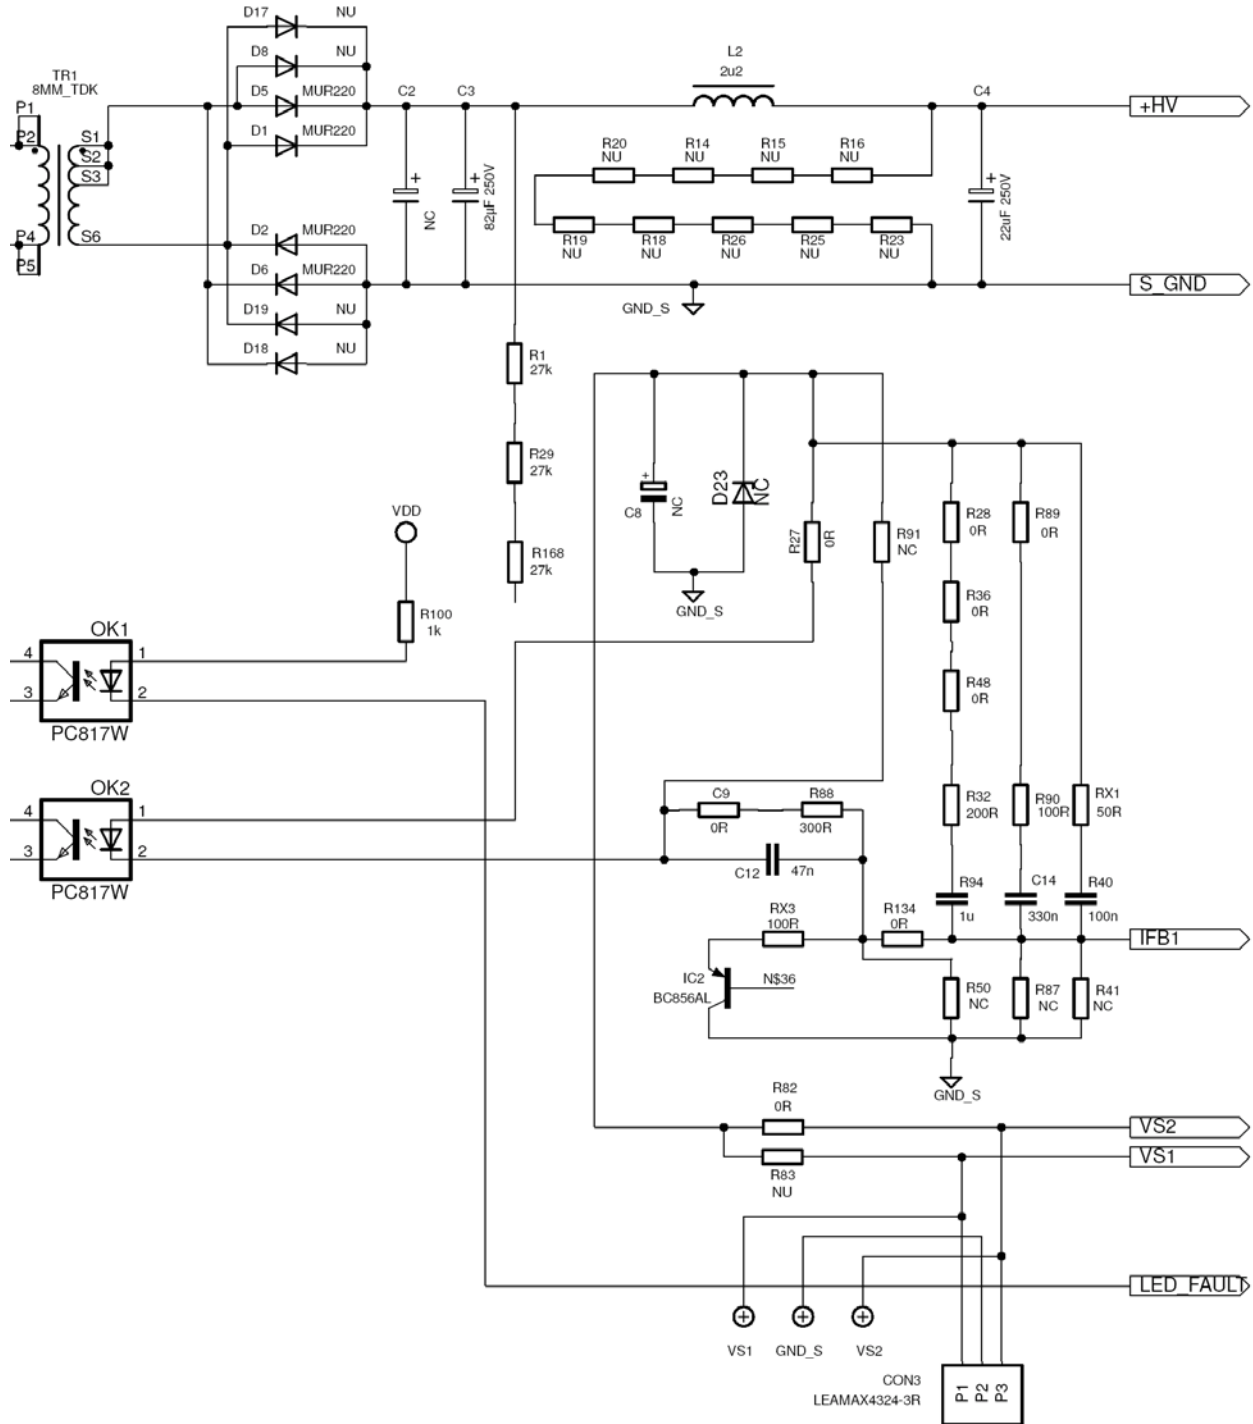 D17 NU
D8 NU
TR1
8MM_TDK
D5 MUR220 C2 C3
D1 MUR220
L2
2u2
C4
+HV
P1
P2
S1
S2
S3
P4
P5
S6
R20 R14 R15 R16
NU NU NU NU
+ NC
+ 82µF 250V
+ 22uF 250V
R19 R18 R26 R25 R23
NU NU NU NU NU
D2 MUR220
D6 MUR220
S_GND
GND_S
D19 NU
D18 NU
R1
27k
R29
27k
R168
27k
+
C8 NC
D23 NC
GND_S
R27 0R
R91
NC
R28
0R
R89
0R
VDD
R100
1k
R36
0R
R48
0R
OK1
4 1
3 2
PC817W
OK2
4 1
3 2
PC817W
C9 R88
0R 300R
C12 47n
R32
200R
R90
100R
RX1
50R
R94
1u
C14
330n
R40
100n
RX3
100R
R134
0R
IFB1
IC2
BC856AL
N$36
R50
NC
R87
NC
R41
NC
GND_S
R82
0R
VS2
VS1
R83
NU
LED_FAULT
VS1 GND_S VS2
CON3
LEAMAX4324-3R
P1 P2 P3